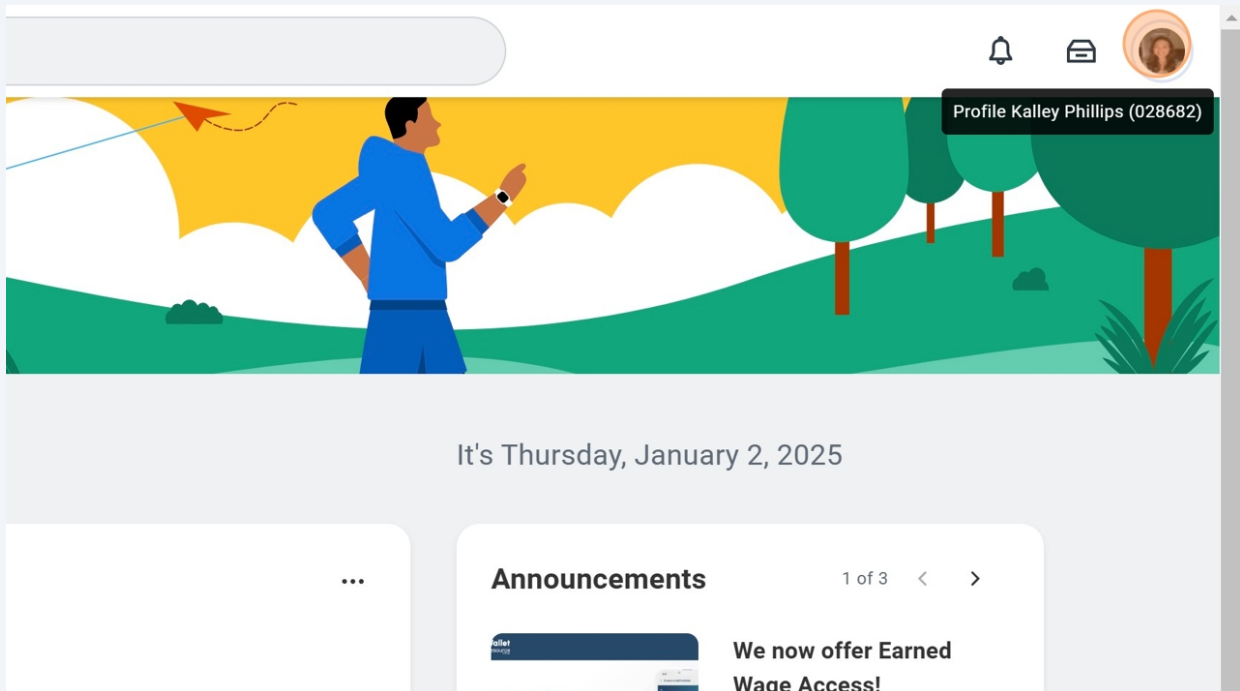 Profile Kalley Phillips (028682)
It's Thursday, January 2, 2025
Announcements
1 of 3
We now offer Earned
Wage Access!